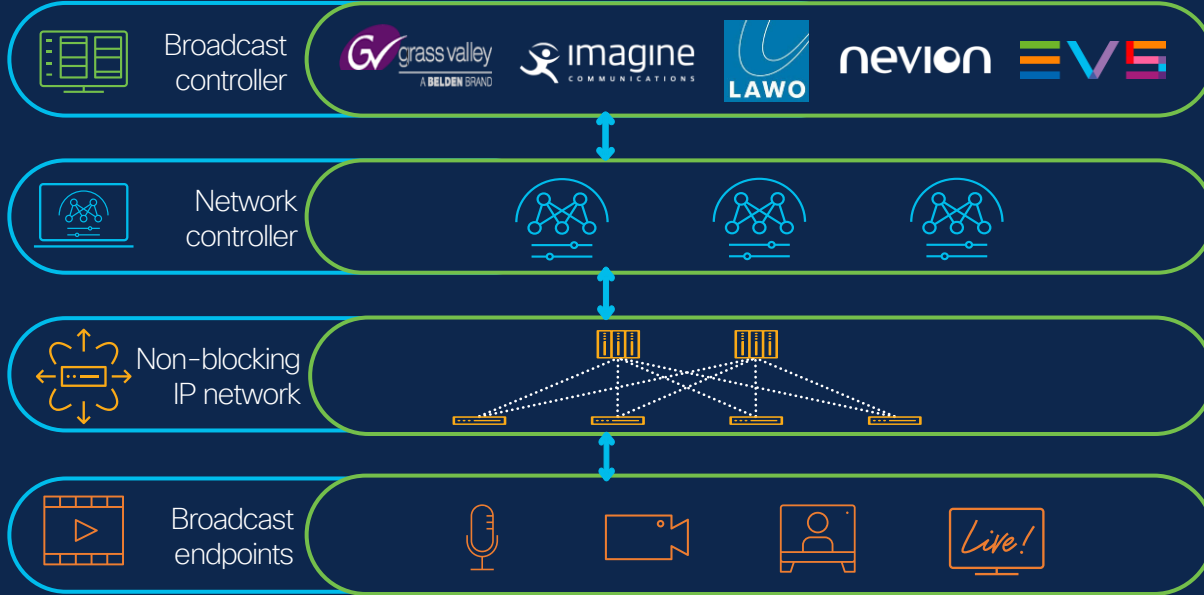 Broadcast
controller
GV grass valley
A BELDEN BRAND
imagine
COMMUNICATIONS
LAWO
nevion
EVS
Network
controller
Non-blocking
IP network
Broadcast
endpoints
Live!